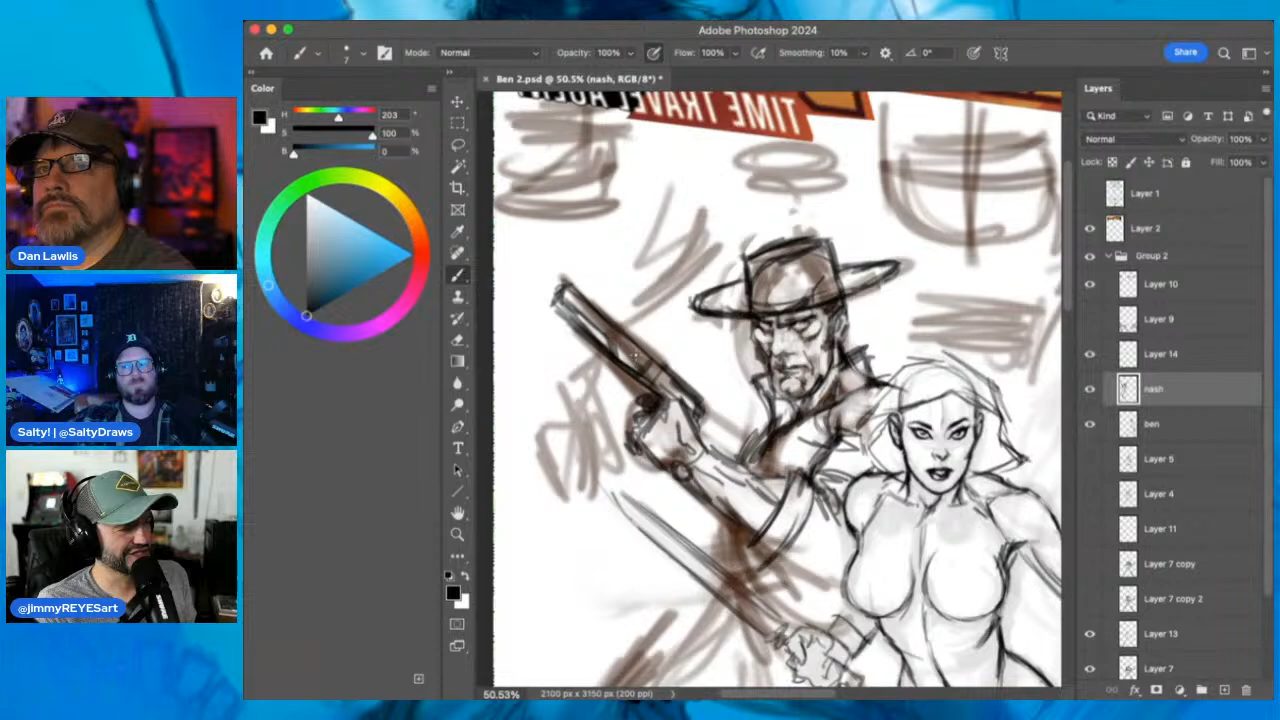 Adobe Photoshop 2024
Mode: Normal Opacity: 100% Flow: 100% Smoothing: 10% 0° Share
× Ben 2.psd @ 50.5% (nash, RGB/8*) *
Color
H 203 °
S 100 %
B 0 %
TIME TRAVEL
Layers
Kind
Normal Opacity: 100%
Lock: Fill: 100%
Layer 1
Layer 2
Group 2
Layer 10
Layer 9
Layer 14
nash
ben
Layer 5
Layer 4
Layer 11
Layer 7 copy
Layer 7 copy 2
Layer 13
Layer 7
50.53% 2100 px x 3150 px (200 ppi)
Dan Lawlis
Salty! | @SaltyDraws
@jimmyREYESart